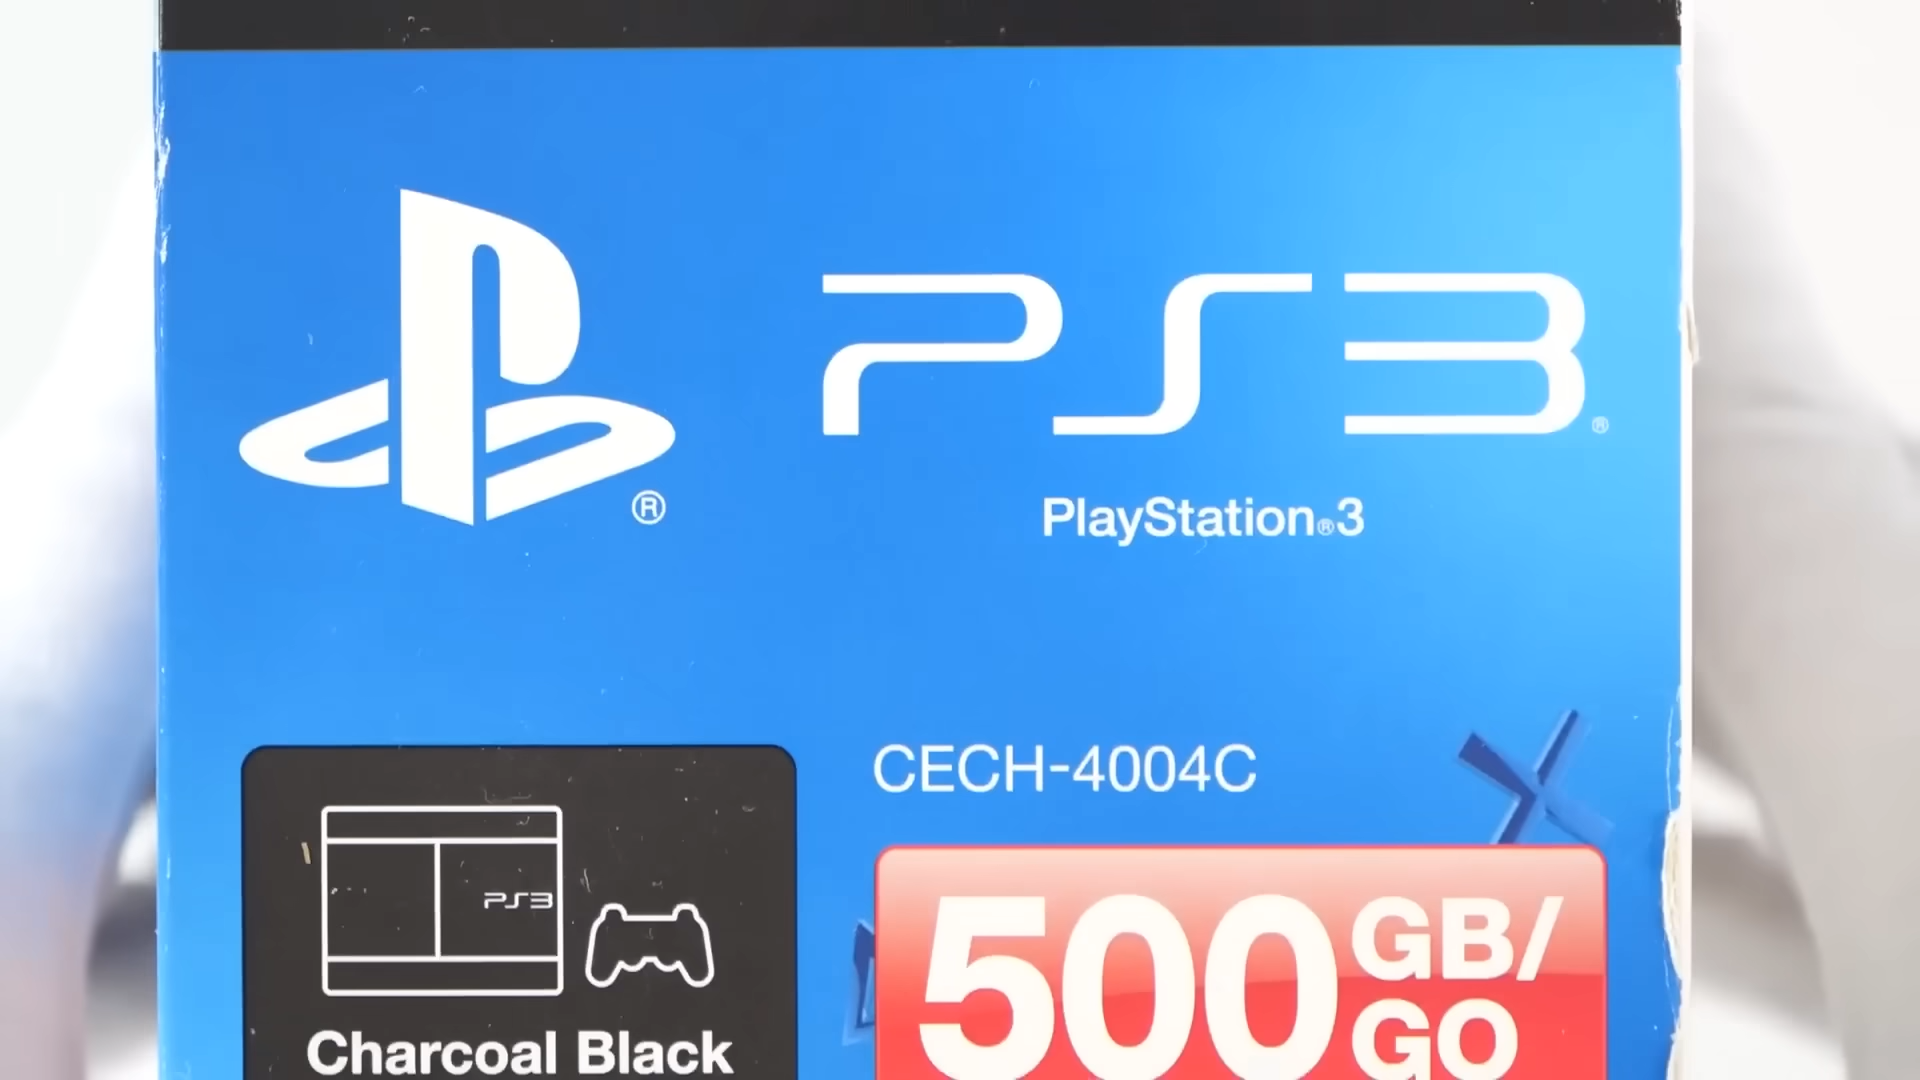 PS3®
®
PlayStation®3
CECH-4004C
PS3
Charcoal Black
500 GB/
GO